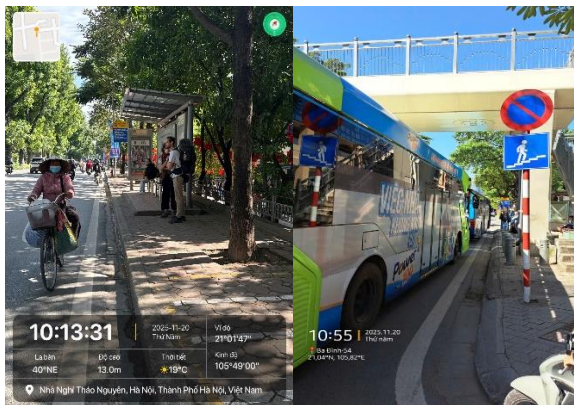 10:13:31
2025-11-20
Thứ Năm
Vĩ độ
21°01'47"
La bàn
40°NE
Độ cao
13.0m
Thời tiết
19°C
Kinh độ
105°49'00"
Nhà Nghỉ Thảo Nguyên, Hà Nội, Thành Phố Hà Nội, Việt Nam
10:55
2025.11.20
Thứ năm
Ba Đình-54
21,04°N, 105,82°E